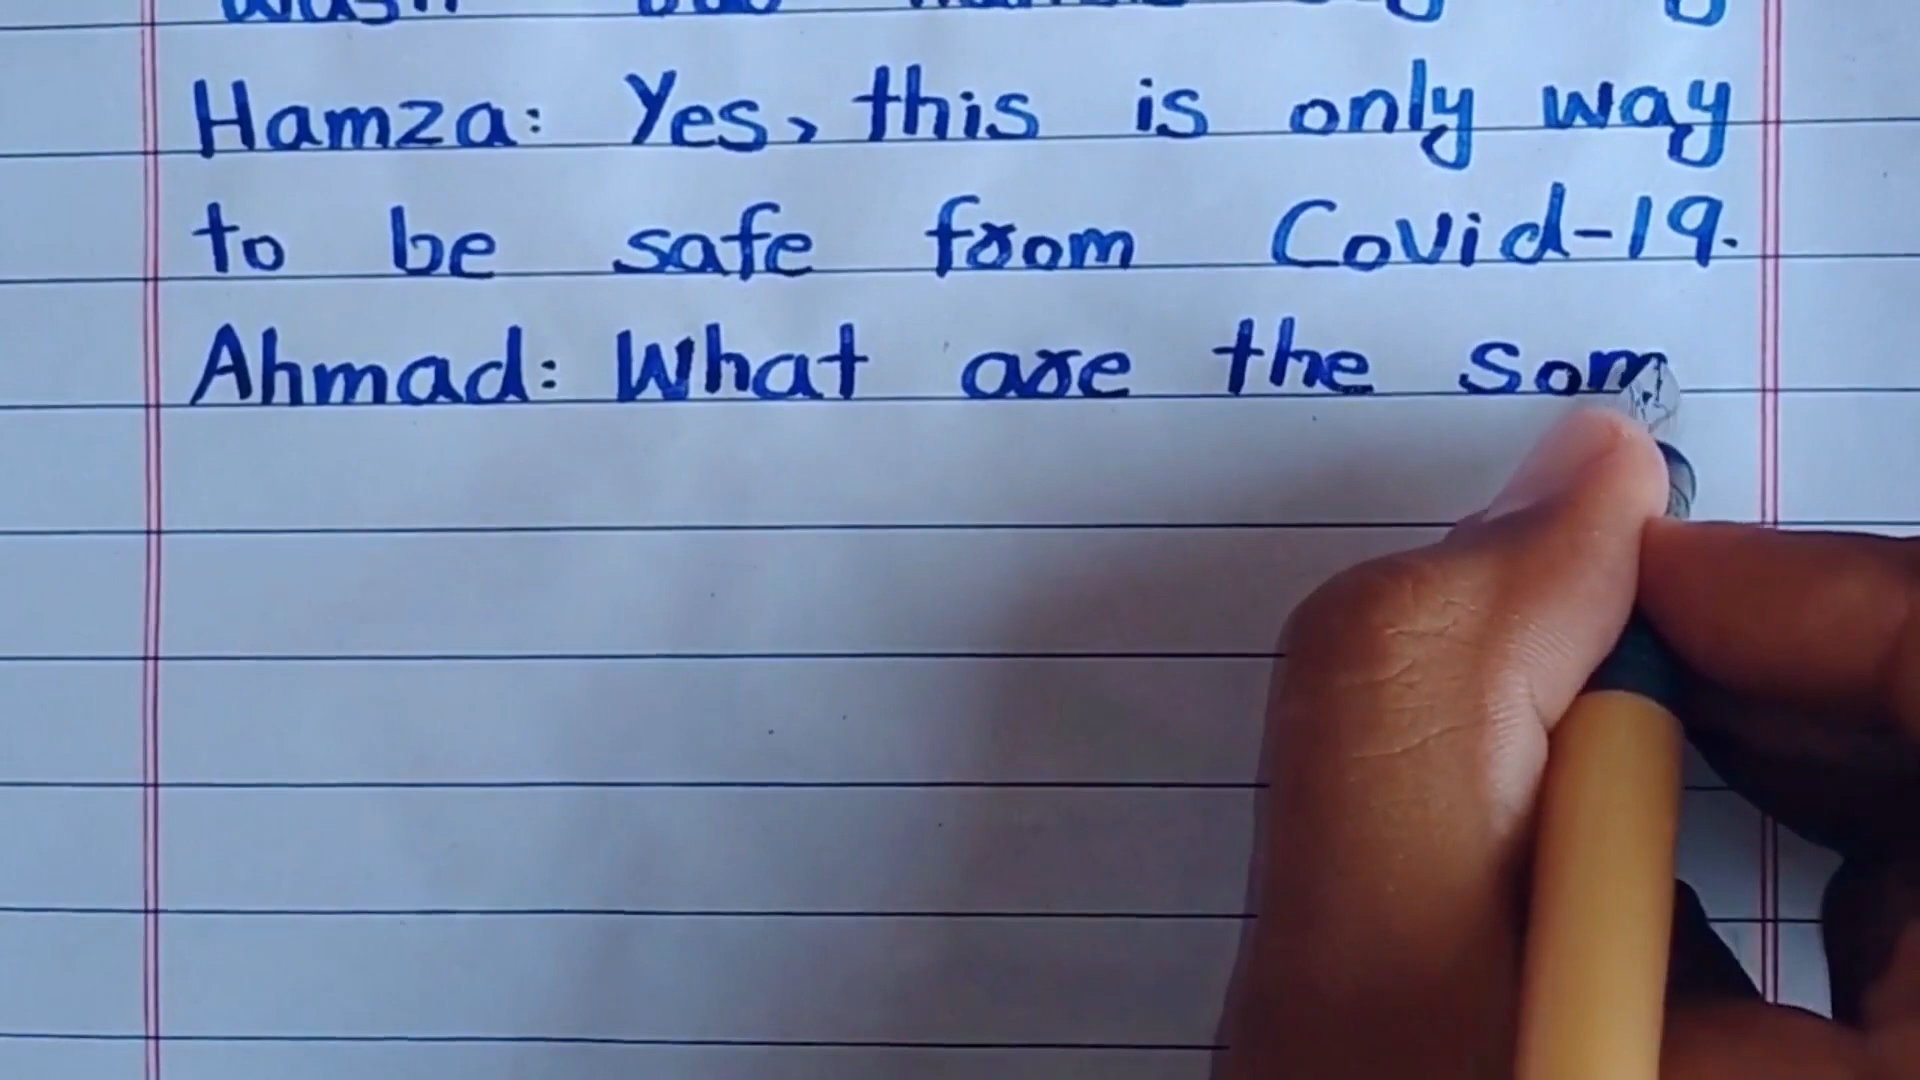 Hamza: Yes, this is only way
to be safe from Covid-19.
Ahmad: What are the som